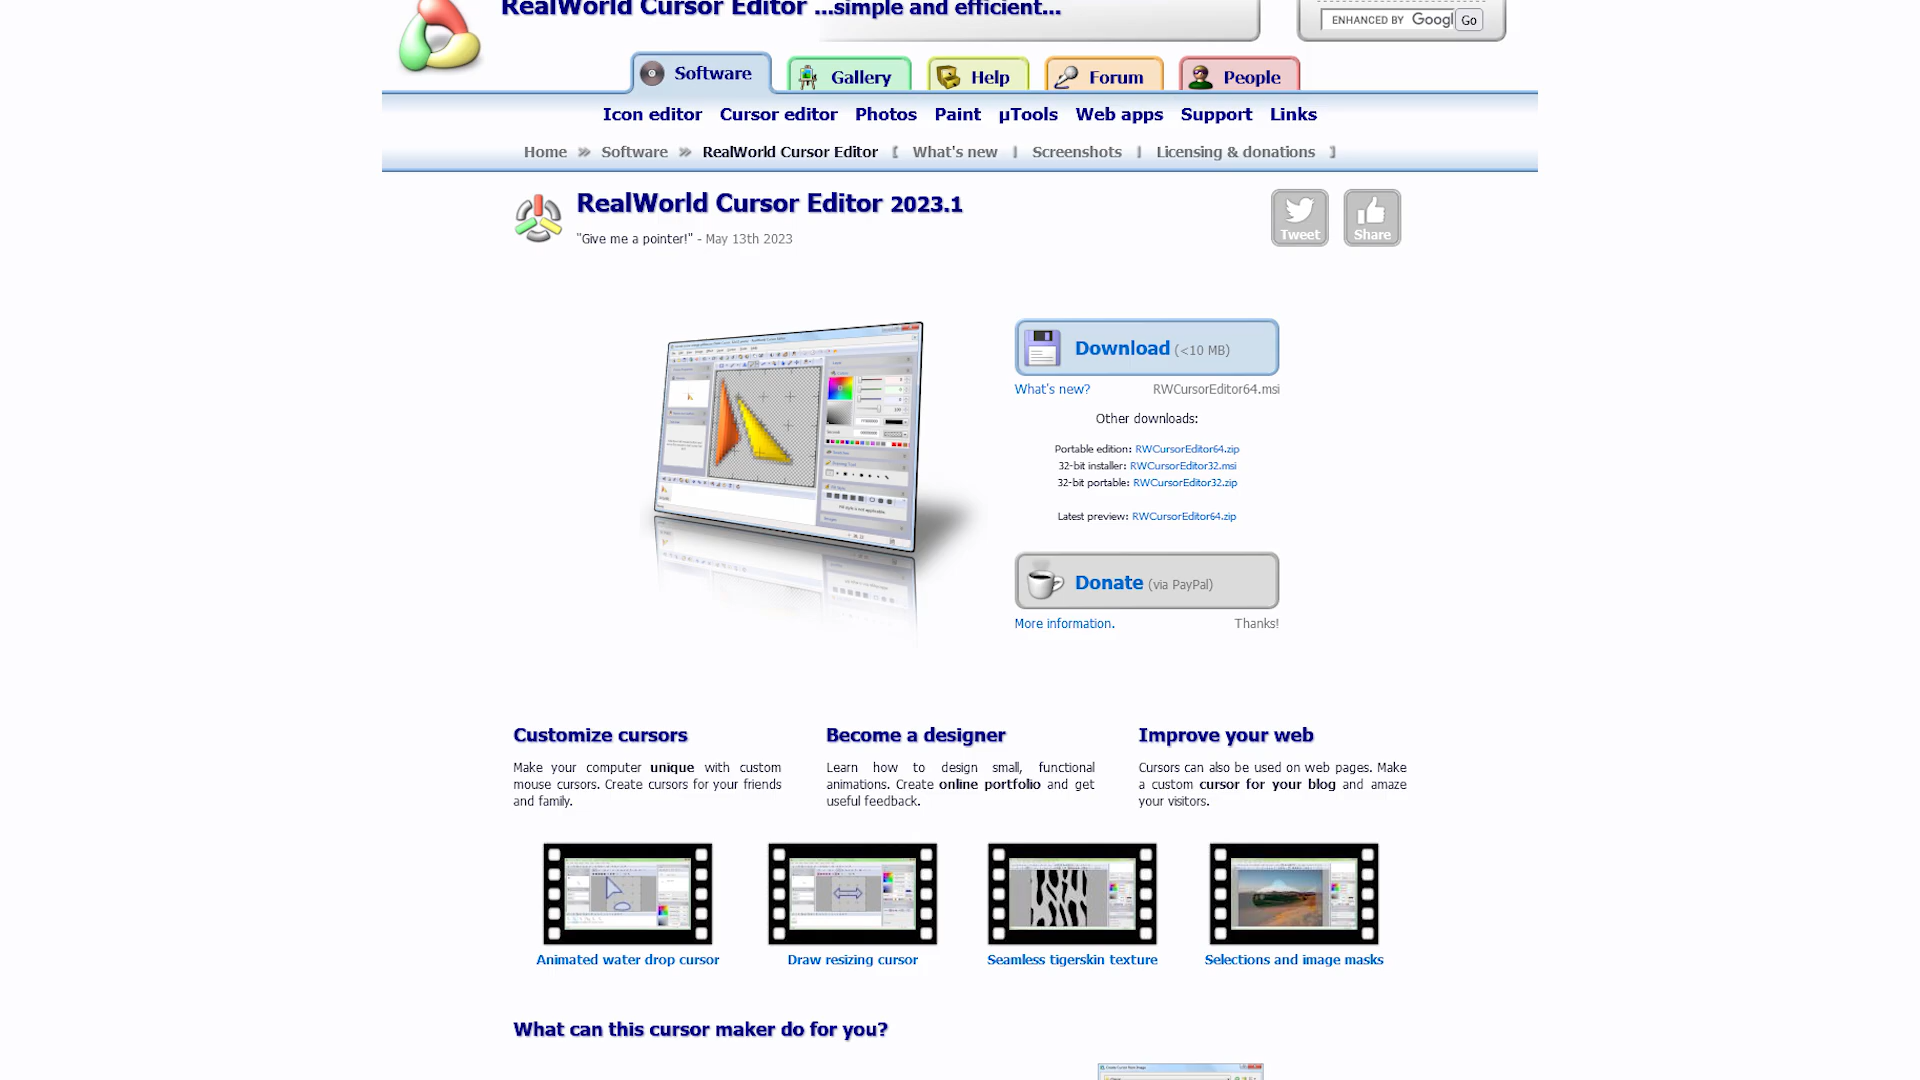 RealWorld Cursor Editor ...simple and efficient...
ENHANCED BY Googl Go
Software Gallery Help Forum People
Icon editor Cursor editor Photos Paint µTools Web apps Support Links
Home » Software » RealWorld Cursor Editor [ What's new | Screenshots | Licensing & donations ]
RealWorld Cursor Editor 2023.1
"Give me a pointer!" - May 13th 2023
Tweet Share
Download (<10 MB)
What's new? RWCursorEditor64.msi
Other downloads:
Portable edition: RWCursorEditor64.zip
32-bit installer: RWCursorEditor32.msi
32-bit portable: RWCursorEditor32.zip
Latest preview: RWCursorEditor64.zip
Donate (via PayPal)
More information. Thanks!
Customize cursors
Make your computer unique with custom
mouse cursors. Create cursors for your friends
and family.
Become a designer
Learn how to design small, functional
animations. Create online portfolio and get
useful feedback.
Improve your web
Cursors can also be used on web pages. Make
a custom cursor for your blog and amaze
your visitors.
Animated water drop cursor
Draw resizing cursor
Seamless tigerskin texture
Selections and image masks
What can this cursor maker do for you?